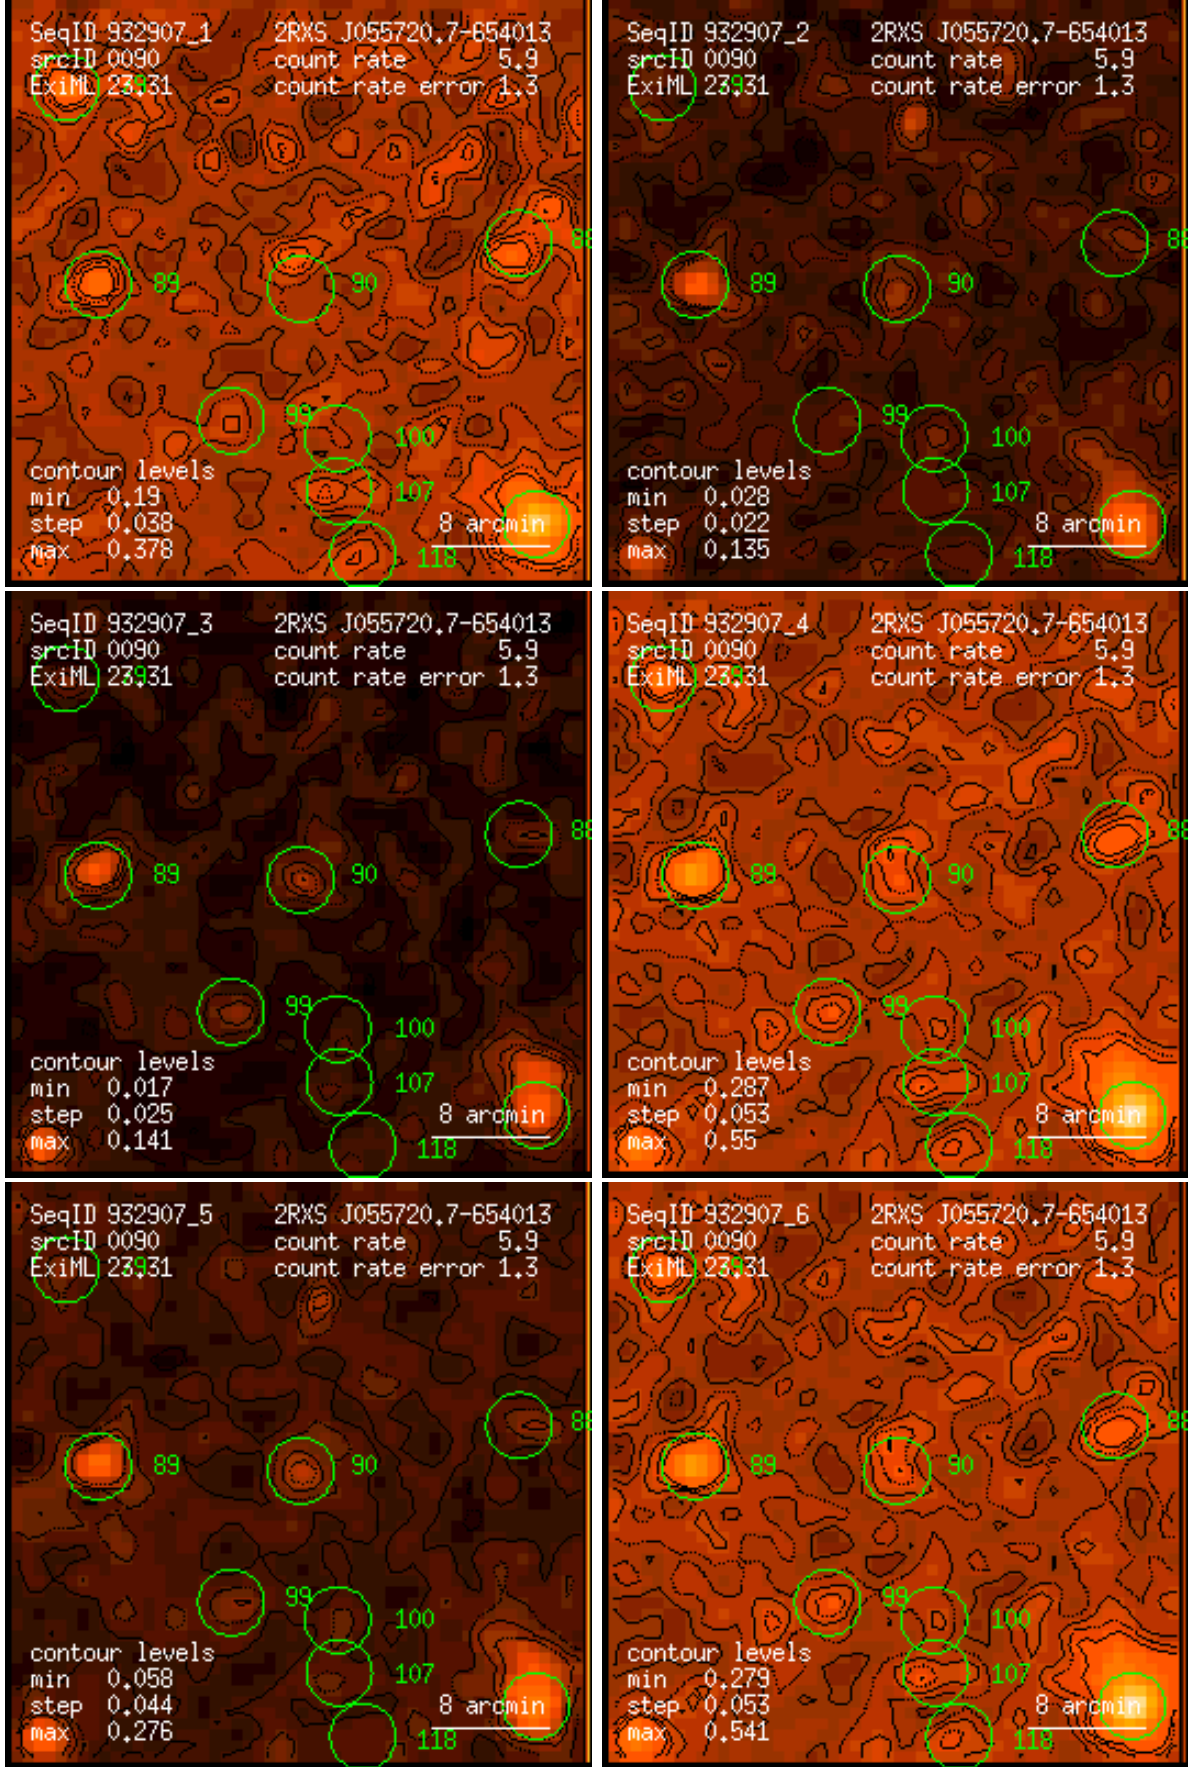 SeqID 932907_1 2RXS J055720.7-654013
srcID 0090 count rate 5.9
ExiML 23.31 count rate error 1.3
88
89
90
99
100
contour levels
min 0.19
107
step 0.038
8 arcmin
max 0.378
118
SeqID 932907_2 2RXS J055720.7-654013
srcID 0090 count rate 5.9
ExiML 23.31 count rate error 1.3
88
89
90
99
100
contour levels
min 0.028
107
step 0.022
8 arcmin
max 0.135
118
SeqID 932907_3 2RXS J055720.7-654013
srcID 0090 count rate 5.9
ExiML 23.31 count rate error 1.3
88
89
90
99
100
contour levels
min 0.017
107
step 0.025
8 arcmin
max 0.141
118
SeqID 932907_4 2RXS J055720.7-654013
srcID 0090 count rate 5.9
ExiML 23.31 count rate error 1.3
88
89
90
99
100
contour levels
min 0.287
107
step 0.053
8 arcmin
max 0.55
118
SeqID 932907_5 2RXS J055720.7-654013
srcID 0090 count rate 5.9
ExiML 23.31 count rate error 1.3
88
89
90
99
100
contour levels
min 0.058
107
step 0.044
8 arcmin
max 0.276
118
SeqID 932907_6 2RXS J055720.7-654013
srcID 0090 count rate 5.9
ExiML 23.31 count rate error 1.3
88
89
90
99
100
contour levels
min 0.279
107
step 0.053
8 arcmin
max 0.541
118